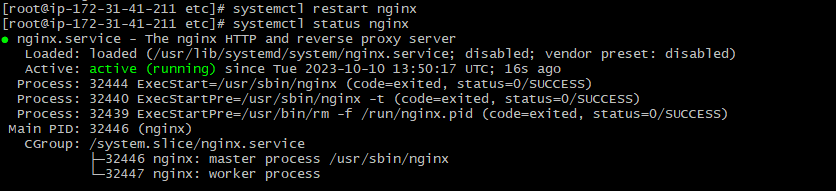 [root@ip-172-31-41-211 etc]# systemctl restart nginx
[root@ip-172-31-41-211 etc]# systemctl status nginx
● nginx.service - The nginx HTTP and reverse proxy server
   Loaded: loaded (/usr/lib/systemd/system/nginx.service; disabled; vendor preset: disabled)
   Active: active (running) since Tue 2023-10-10 13:50:17 UTC; 16s ago
  Process: 32444 ExecStart=/usr/sbin/nginx (code=exited, status=0/SUCCESS)
  Process: 32440 ExecStartPre=/usr/sbin/nginx -t (code=exited, status=0/SUCCESS)
  Process: 32439 ExecStartPre=/usr/bin/rm -f /run/nginx.pid (code=exited, status=0/SUCCESS)
 Main PID: 32446 (nginx)
   CGroup: /system.slice/nginx.service
           ├─32446 nginx: master process /usr/sbin/nginx
           └─32447 nginx: worker process